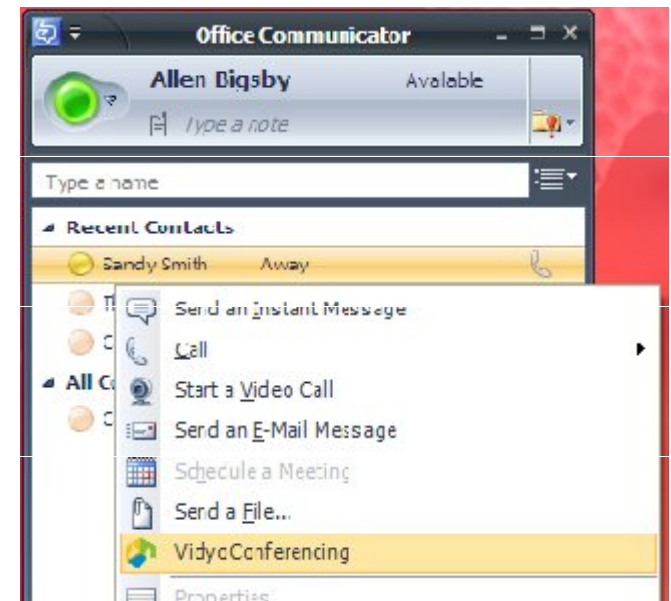 Office Communicator
Allen Bigsby Available
Type a note
Type a name
Recent Contacts
Sandy Smith Away
Send an Instant Message
Call
Start a Video Call
All
Send an E-Mail Message
Schedule a Meeting
Send a File...
VidyoConferencing
Properties